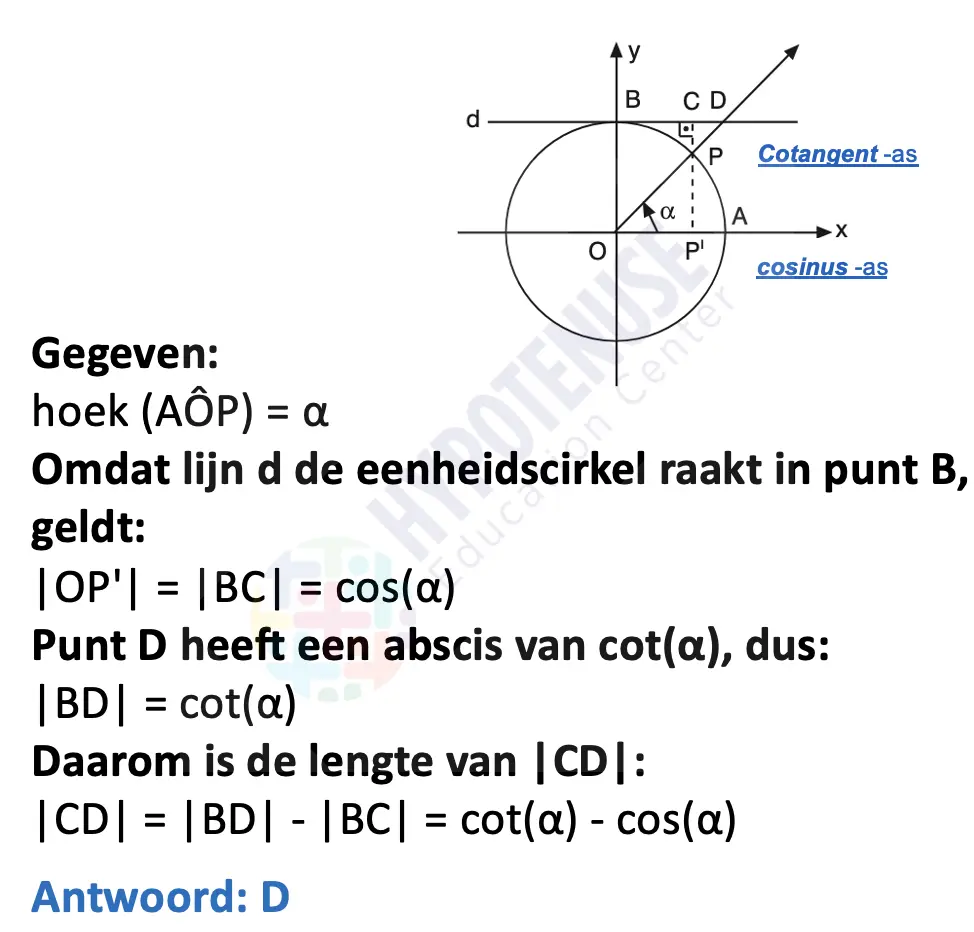 y
B
C D
d
P
Cotangent -as
α
A
x
O
P'
cosinus -as
HYPOTENUSE
Education Center
Gegeven:
hoek (AÔP) = α
Omdat lijn d de eenheidscirkel raakt in punt B,
geldt:
|OP'| = |BC| = cos(α)
Punt D heeft een abscis van cot(α), dus:
|BD| = cot(α)
Daarom is de lengte van |CD|:
|CD| = |BD| - |BC| = cot(α) - cos(α)
Antwoord: D